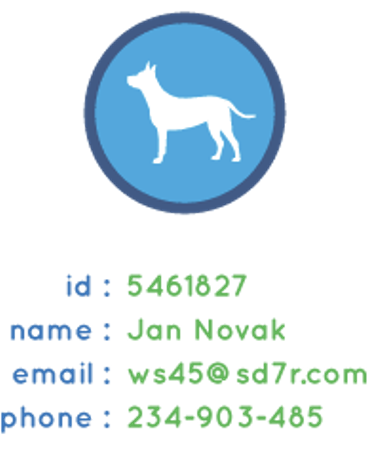 id : 5461827
name : Jan Novak
email : ws45@sd7r.com
phone : 234-903-485